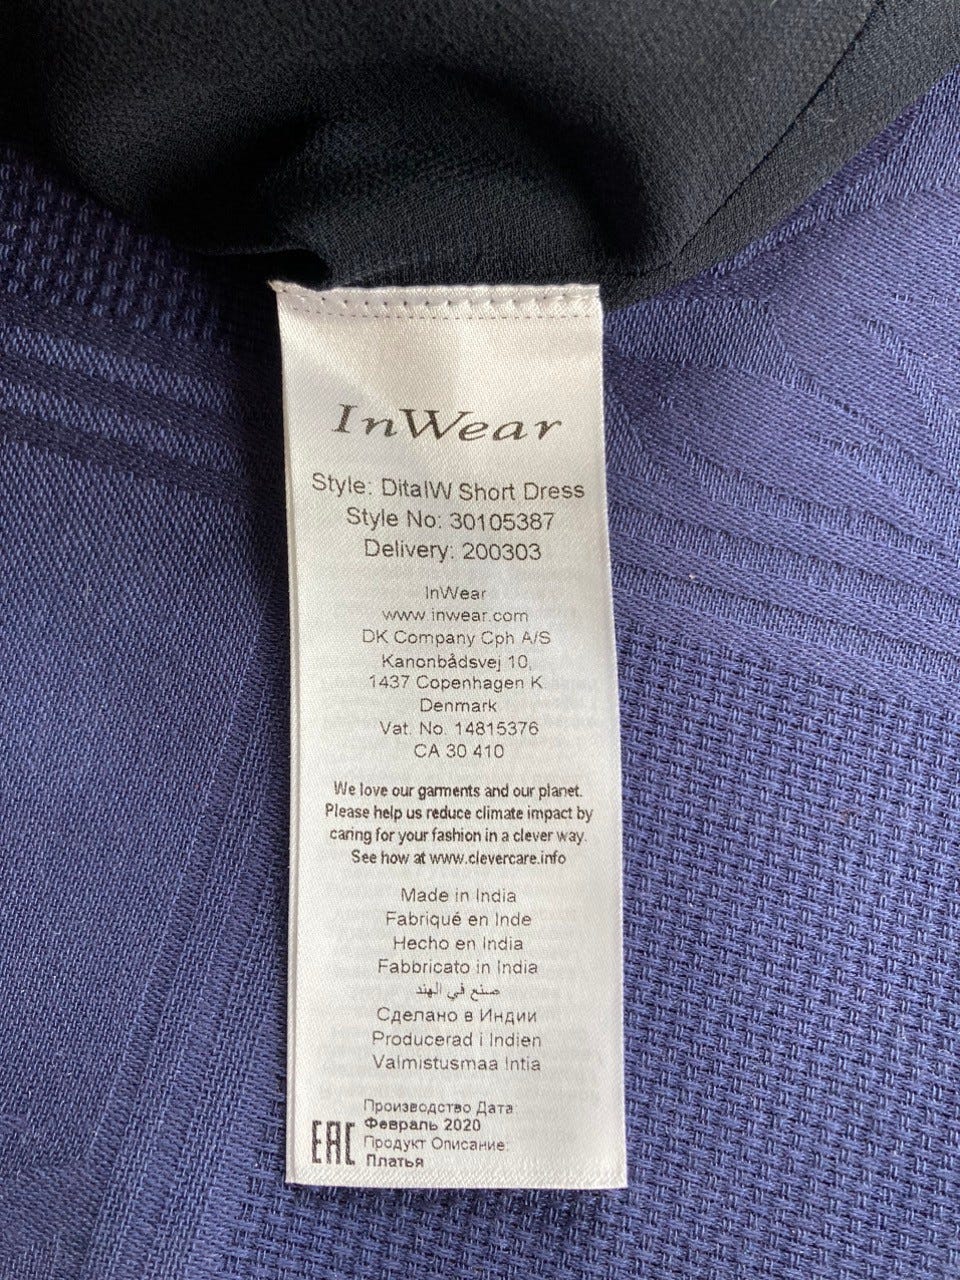 InWear
Style: DitaIW Short Dress
Style No: 30105387
Delivery: 200303
InWear
www.inwear.com
DK Company Cph A/S
Kanonbådsvej 10,
1437 Copenhagen K
Denmark
Vat. No. 14815376
CA 30 410
We love our garments and our planet.
Please help us reduce climate impact by
caring for your fashion in a clever way.
See how at www.clevercare.info
Made in India
Fabriqué en Inde
Hecho en India
Fabbricato in India
صنع في الهند
Сделано в Индии
Producerad i Indien
Valmistusmaa Intia
Производство Дата:
Февраль 2020
EAC
Продукт Описание:
Платья